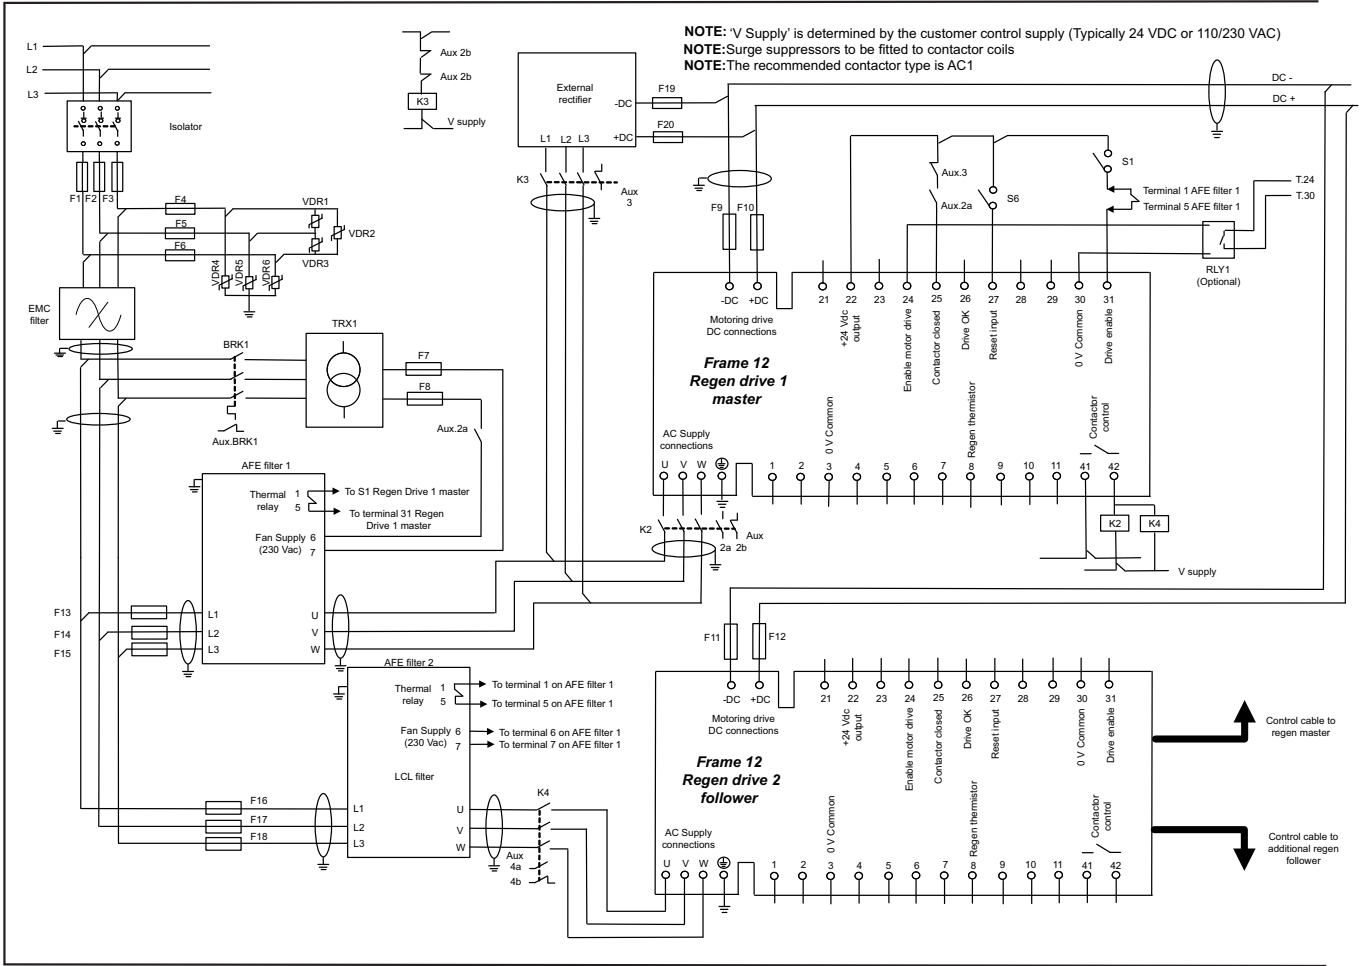 NOTE: 'V Supply' is determined by the customer control supply (Typically 24 VDC or 110/230 VAC)
NOTE:Surge suppressors to be fitted to contactor coils
NOTE:The recommended contactor type is AC1
L1
L2
L3
Isolator
F1 F2 F3
F4
F5
F6
VDR1
VDR2
VDR3
VDR4
VDR5
VDR6
EMC
filter
Aux 2b
Aux 2b
K3
V supply
External
rectifier
-DC
+DC
L1 L2 L3
F19
F20
K3
Aux
3
DC -
DC +
F9
F10
Aux.3
Aux.2a
S6
S1
Terminal 1 AFE filter 1
Terminal 5 AFE filter 1
T.24
T.30
RLY1
(Optional)
BRK1
Aux.BRK1
TRX1
F7
F8
Aux.2a
-DC +DC
Motoring drive
DC connections
21 22 23 24 25 26 27 28 29 30 31
+24 Vdc
output
Enable motor drive
Contactor closed
Drive OK
Reset input
0 V Common
Drive enable
Frame 12
Regen drive 1
master
0 V Common
Regen thermistor
Contactor
control
AC Supply
connections
U V W
1 2 3 4 5 6 7 8 9 10 11 41 42
K2
Aux
2a 2b
K2
K4
V supply
AFE filter 1
Thermal
relay
1
5
To S1 Regen Drive 1 master
To terminal 31 Regen
Drive 1 master
Fan Supply 6
(230 Vac) 7
F13
F14
F15
L1
L2
L3
U
V
W
AFE filter 2
Thermal
relay
1
5
To terminal 1 on AFE filter 1
To terminal 5 on AFE filter 1
Fan Supply 6
(230 Vac) 7
To terminal 6 on AFE filter 1
To terminal 7 on AFE filter 1
LCL filter
F16
F17
F18
L1
L2
L3
U
V
W
K4
Aux
4a
4b
F11
F12
-DC +DC
Motoring drive
DC connections
21 22 23 24 25 26 27 28 29 30 31
+24 Vdc
output
Enable motor drive
Contactor closed
Drive OK
Reset input
0 V Common
Drive enable
Frame 12
Regen drive 2
follower
0 V Common
Regen thermistor
Contactor
control
AC Supply
connections
U V W
1 2 3 4 5 6 7 8 9 10 11 41 42
Control cable to
regen master
Control cable to
additional regen
follower